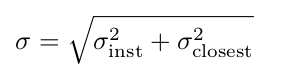 σ = √(σ²_inst + σ²_closest)